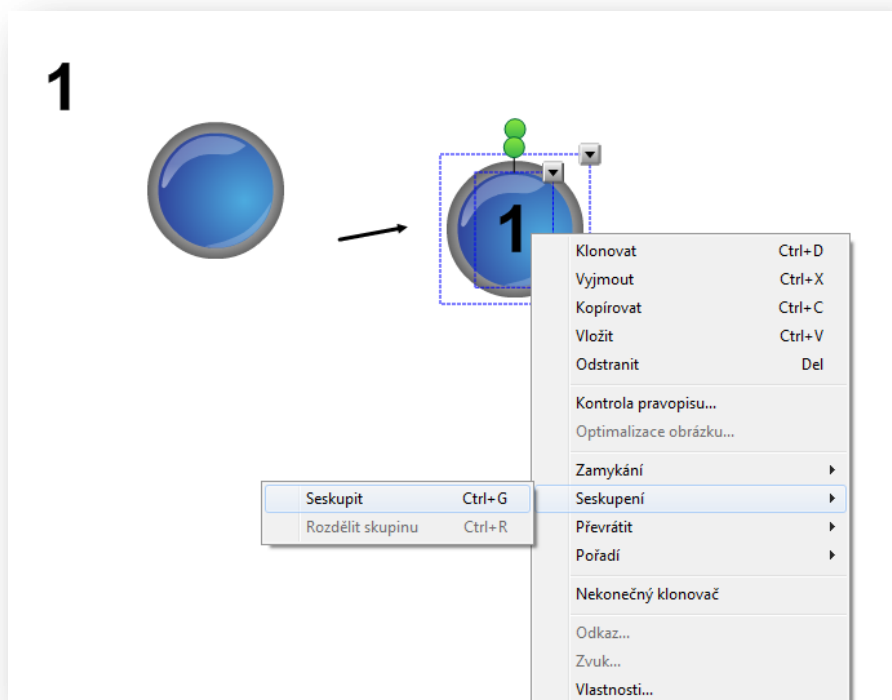 1
1
Klonovat Ctrl+D
Vyjmout Ctrl+X
Kopírovat Ctrl+C
Vložit Ctrl+V
Odstranit Del
Kontrola pravopisu...
Optimalizace obrázku...
Zamykání
Seskupení
Seskupit Ctrl+G
Rozdělit skupinu Ctrl+R
Převrátit
Pořadí
Nekonečný klonovač
Odkaz...
Zvuk...
Vlastnosti...